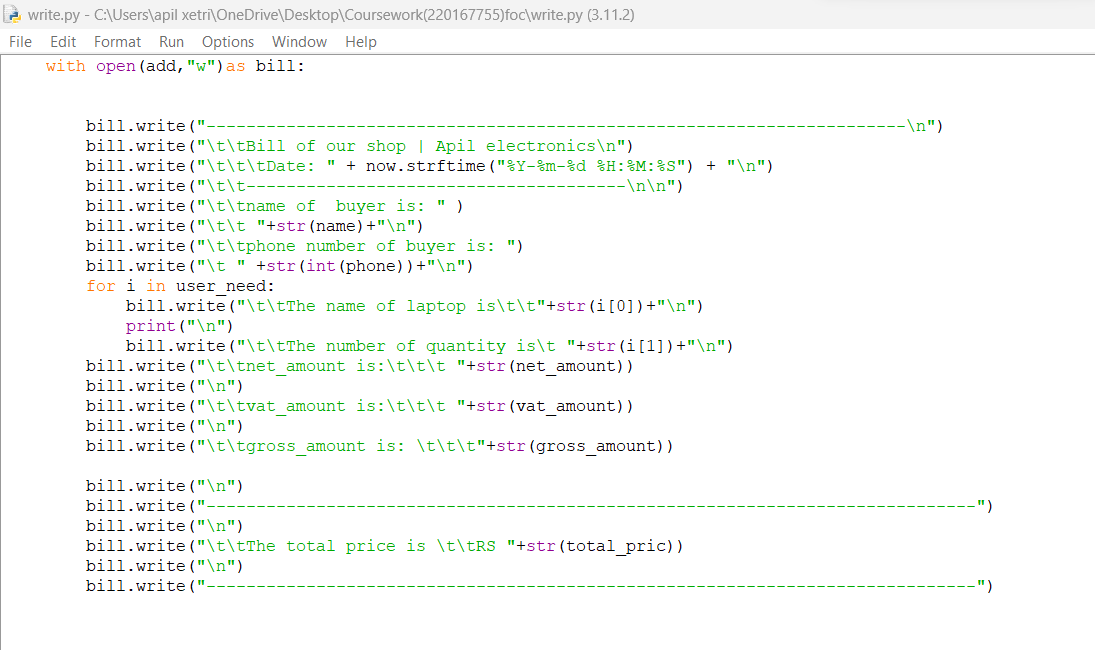 write.py - C:\Users\apil xetri\OneDrive\Desktop\Coursework(220167755)foc\write.py (3.11.2)
File Edit Format Run Options Window Help
with open(add,"w")as bill:
bill.write("----------------------------------------------------------------------\n")
bill.write("\t\tBill of our shop | Apil electronics\n")
bill.write("\t\t\tDate: " + now.strftime("%Y-%m-%d %H:%M:%S") + "\n")
bill.write("\t\t--------------------------------------\n\n")
bill.write("\t\tname of  buyer is: " )
bill.write("\t\t "+str(name)+"\n")
bill.write("\t\tphone number of buyer is: ")
bill.write("\t " +str(int(phone))+"\n")
for i in user_need:
bill.write("\t\tThe name of laptop is\t\t"+str(i[0])+"\n")
print("\n")
bill.write("\t\tThe number of quantity is\t "+str(i[1])+"\n")
bill.write("\t\tnet_amount is:\t\t\t "+str(net_amount))
bill.write("\n")
bill.write("\t\tvat_amount is:\t\t\t "+str(vat_amount))
bill.write("\n")
bill.write("\t\tgross_amount is: \t\t\t"+str(gross_amount))
bill.write("\n")
bill.write("-----------------------------------------------------------------------------")
bill.write("\n")
bill.write("\t\tThe total price is \t\tRS "+str(total_pric))
bill.write("\n")
bill.write("-----------------------------------------------------------------------------")